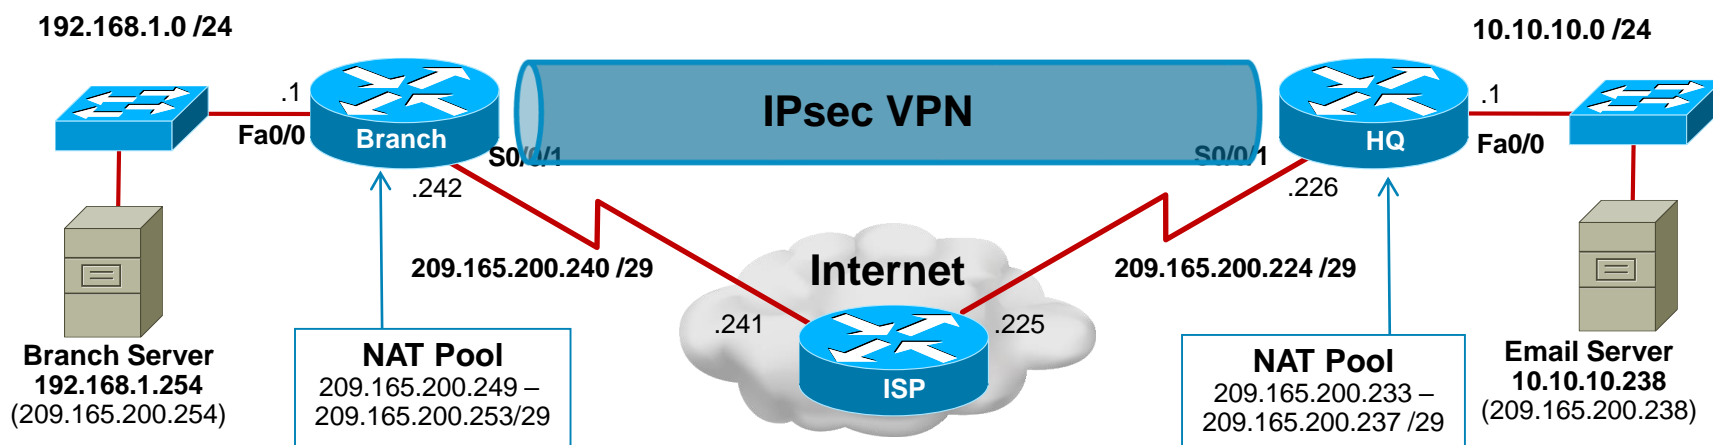 192.168.1.0 /24
10.10.10.0 /24
.1
Fa0/0
Branch
S0/0/1
.242
IPsec VPN
S0/0/1
.226
HQ
.1
Fa0/0
209.165.200.240 /29
Internet
209.165.200.224 /29
.241
.225
ISP
Branch Server
192.168.1.254
(209.165.200.254)
NAT Pool
209.165.200.249 –
209.165.200.253/29
NAT Pool
209.165.200.233 –
209.165.200.237 /29
Email Server
10.10.10.238
(209.165.200.238)